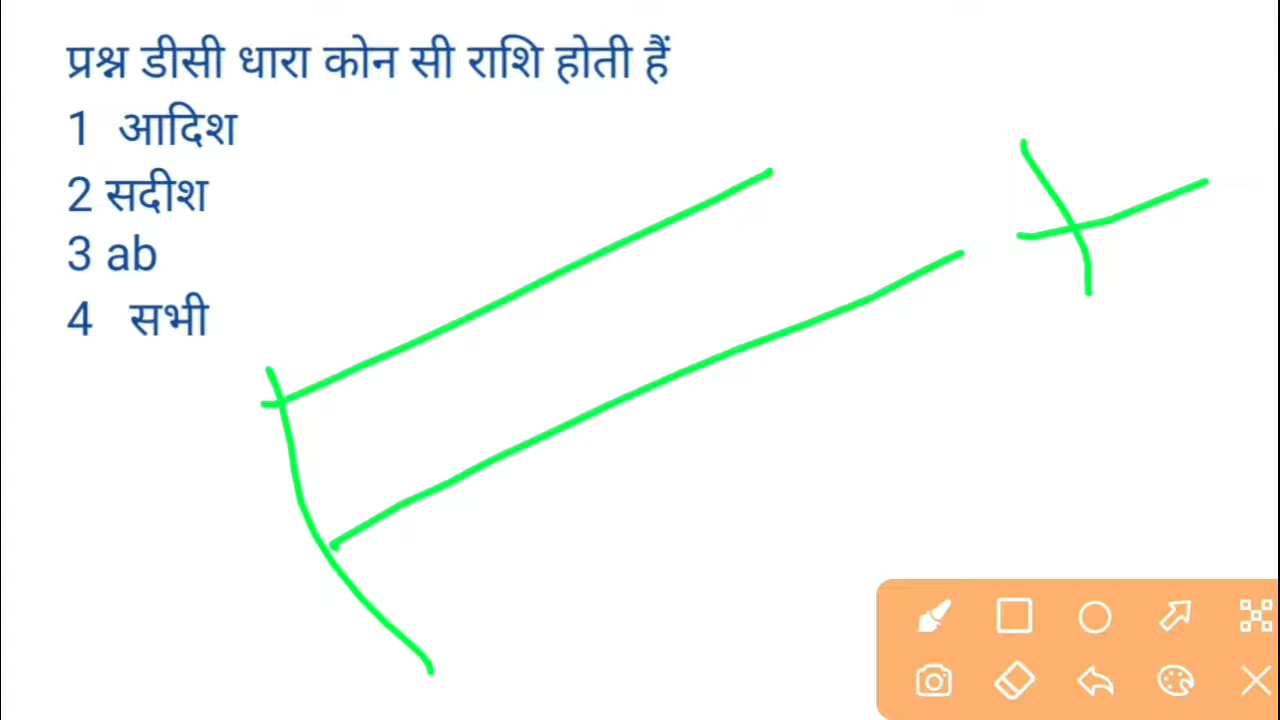 प्रश्न डीसी धारा कोन सी राशि होती हैं
1 आदिश
2 सदीश
3 ab
4 सभी